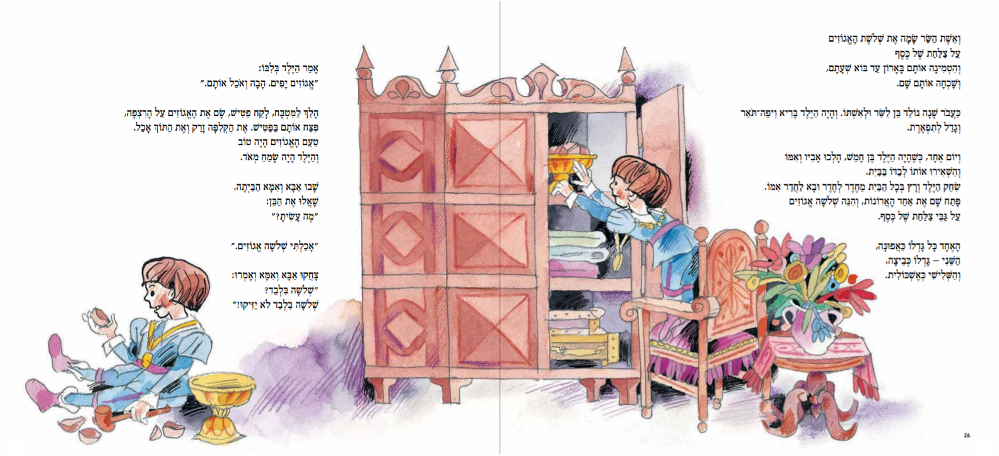 וְאֵשֶׁת הַשַּׂר שָׂמָה אֶת שְׁלֹשֶׁת הָאֱגוֹזִים
עַל צַלַּחַת שֶׁל כֶּסֶף
וְהִטְמִינָה אוֹתָם בָּאָרוֹן עַד בּוֹא שְׁעָתָם,
וְשָׁכְחָה אוֹתָם שָׁם.
כַּעֲבֹר שָׁנָה נוֹלַד בֵּן לַשַּׂר וּלְאִשְׁתּוֹ. וְהָיָה הַיֶּלֶד בָּרִיא וִיפֵה־תֹּאַר
וְגָדַל לְתִפְאֶרֶת.
וְיוֹם אֶחָד, כְּשֶׁהָיָה הַיֶּלֶד בֶּן חָמֵשׁ, הָלְכוּ אָבִיו וְאִמּוֹ
וְהִשְׁאִירוּ אוֹתוֹ לְבַדּוֹ בַּבַּיִת.
שִׂחֵק הַיֶּלֶד וְרָץ בְּכָל הַבַּיִת מֵחֶדֶר לְחֶדֶר וּבָא לַחֲדַר אִמּוֹ.
פָּתַח שָׁם אֶת אַחַד הָאֲרוֹנוֹת, וְהִנֵּה שְׁלֹשָׁה אֱגוֹזִים
עַל גַּבֵּי צַלַּחַת שֶׁל כֶּסֶף.
הָאֶחָד כָּל גָּדְלוֹ כַּאֲפוּנָה,
הַשֵּׁנִי – גָּדְלוֹ כְּבֵיצָה,
וְהַשְּׁלִישִׁי כְּאֶשְׁכּוֹלִית.
26
אָמַר הַיֶּלֶד בְּלִבּוֹ:
"אֱגוֹזִים יָפִים. הָבָה וְאֹכַל אוֹתָם."
הָלַךְ לַמִּטְבָּח, לָקַח פַּטִּישׁ, שָׂם אֶת הָאֱגוֹזִים עַל הָרִצְפָּה,
פִּצַּח אוֹתָם בַּפַּטִּישׁ. אֶת הַקְּלִפָּה זָרַק וְאֶת הַתּוֹךְ אָכַל.
טַעַם הָאֱגוֹזִים הָיָה טוֹב
וְהַיֶּלֶד הָיָה שָׂמֵחַ מְאֹד.
שָׁבוּ אַבָּא וְאִמָּא הַבַּיְתָה.
שָׁאֲלוּ אֶת הַבֵּן:
"מֶה עָשִׂיתָ?"
"אָכַלְתִּי שְׁלֹשָׁה אֱגוֹזִים."
צָחֲקוּ אַבָּא וְאִמָּא וְאָמְרוּ:
"שְׁלֹשָׁה בִּלְבַד?
שְׁלֹשָׁה בִּלְבַד לֹא יַזִּיקוּ!"